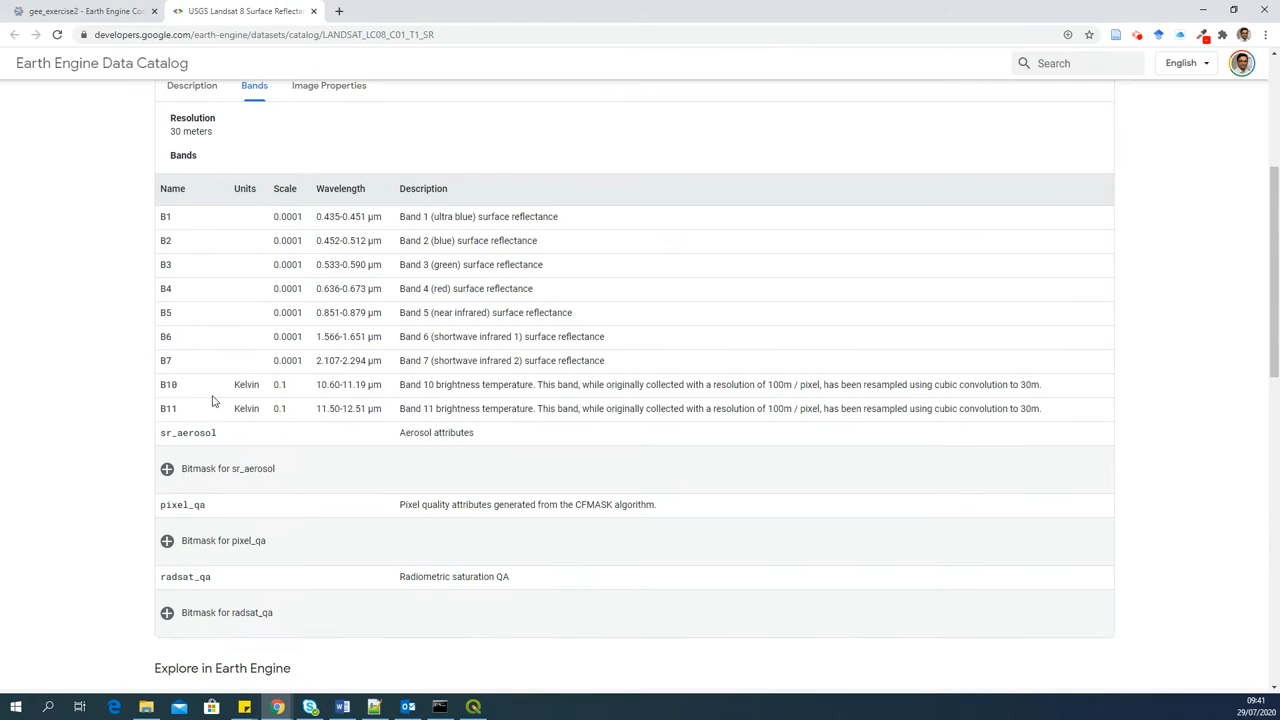 gee_exercise2 - Earth Engine Co
USGS Landsat 8 Surface Reflecta
developers.google.com/earth-engine/datasets/catalog/LANDSAT_LC08_C01_T1_SR
Earth Engine Data Catalog
Search
English
Description Bands Image Properties
Resolution
30 meters
Bands
Name Units Scale Wavelength Description
B1 0.0001 0.435-0.451 μm Band 1 (ultra blue) surface reflectance
B2 0.0001 0.452-0.512 μm Band 2 (blue) surface reflectance
B3 0.0001 0.533-0.590 μm Band 3 (green) surface reflectance
B4 0.0001 0.636-0.673 μm Band 4 (red) surface reflectance
B5 0.0001 0.851-0.879 μm Band 5 (near infrared) surface reflectance
B6 0.0001 1.566-1.651 μm Band 6 (shortwave infrared 1) surface reflectance
B7 0.0001 2.107-2.294 μm Band 7 (shortwave infrared 2) surface reflectance
B10 Kelvin 0.1 10.60-11.19 μm Band 10 brightness temperature. This band, while originally collected with a resolution of 100m / pixel, has been resampled using cubic convolution to 30m.
B11 Kelvin 0.1 11.50-12.51 μm Band 11 brightness temperature. This band, while originally collected with a resolution of 100m / pixel, has been resampled using cubic convolution to 30m.
sr_aerosol Aerosol attributes
Bitmask for sr_aerosol
pixel_qa Pixel quality attributes generated from the CFMASK algorithm.
Bitmask for pixel_qa
radsat_qa Radiometric saturation QA
Bitmask for radsat_qa
Explore in Earth Engine
09:41
29/07/2020